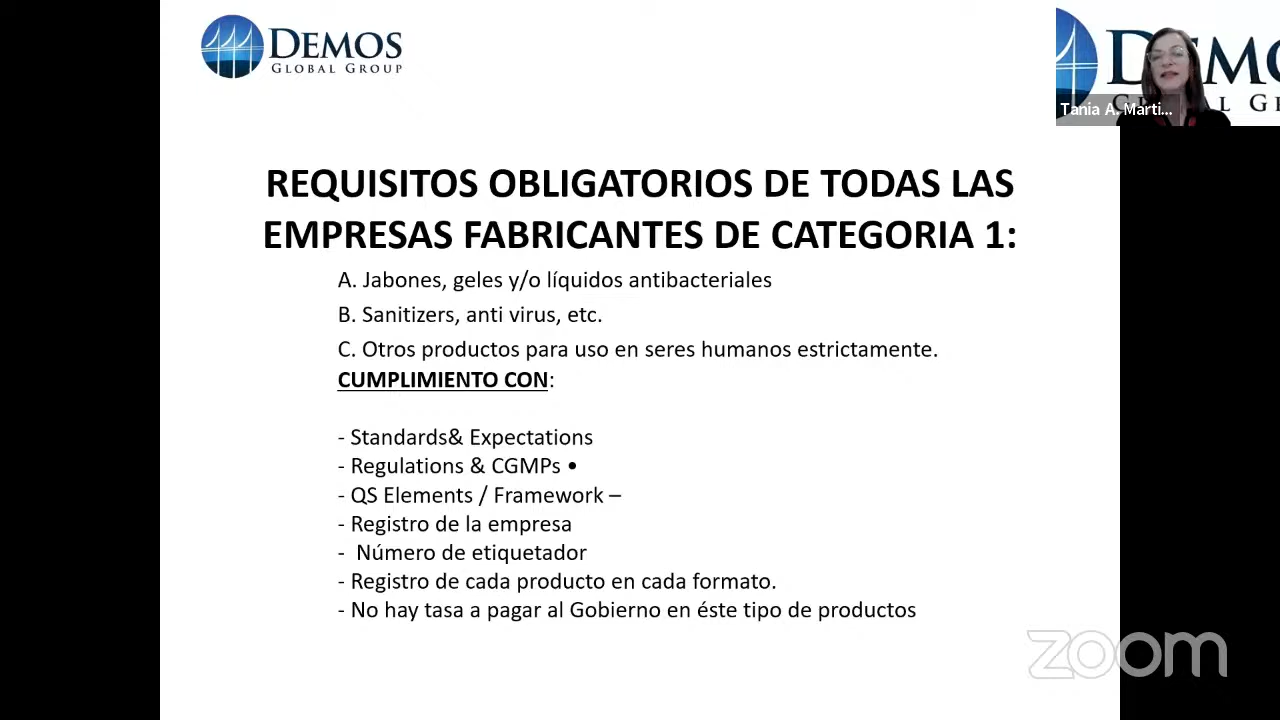 DEMOS
GLOBAL GROUP
Tania A. Marti...
REQUISITOS OBLIGATORIOS DE TODAS LAS
EMPRESAS FABRICANTES DE CATEGORIA 1:
A. Jabones, geles y/o líquidos antibacteriales
B. Sanitizers, anti virus, etc.
C. Otros productos para uso en seres humanos estrictamente.
CUMPLIMIENTO CON:
- Standards& Expectations
- Regulations & CGMPs •
- QS Elements / Framework –
- Registro de la empresa
- Número de etiquetador
- Registro de cada producto en cada formato.
- No hay tasa a pagar al Gobierno en éste tipo de productos
zoom